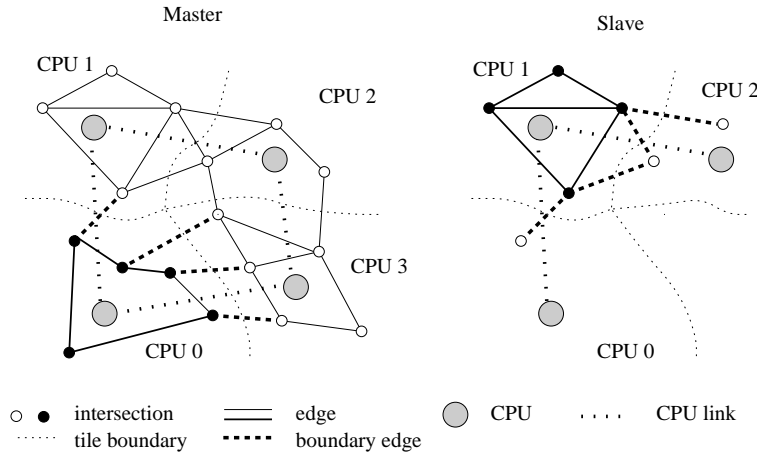 Master
Slave
CPU 1
CPU 2
CPU 3
CPU 0
CPU 1
CPU 2
CPU 0
intersection
edge
CPU
CPU link
tile boundary
boundary edge